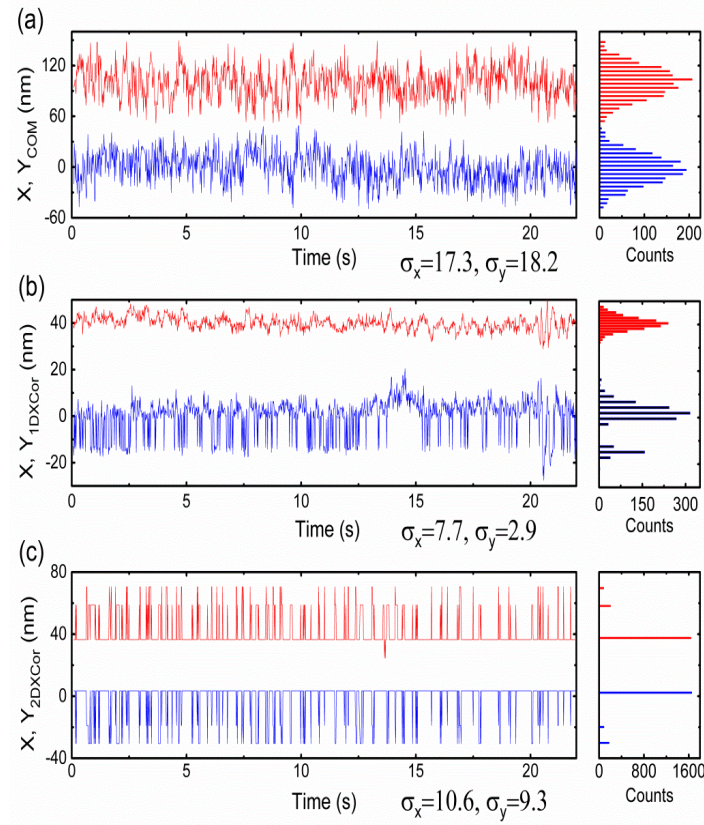 (a)
X, Y_COM (nm)
120
60
0
-60
0 5 10 15 20
Time (s)
σx=17.3, σy=18.2
0 100 200
Counts
(b)
X, Y_1DXCor (nm)
40
20
0
-20
0 5 10 15 20
Time (s)
σx=7.7, σy=2.9
0 150 300
Counts
(c)
X, Y_2DXCor (nm)
80
40
0
-40
0 5 10 15 20
Time (s)
σx=10.6, σy=9.3
0 800 1600
Counts